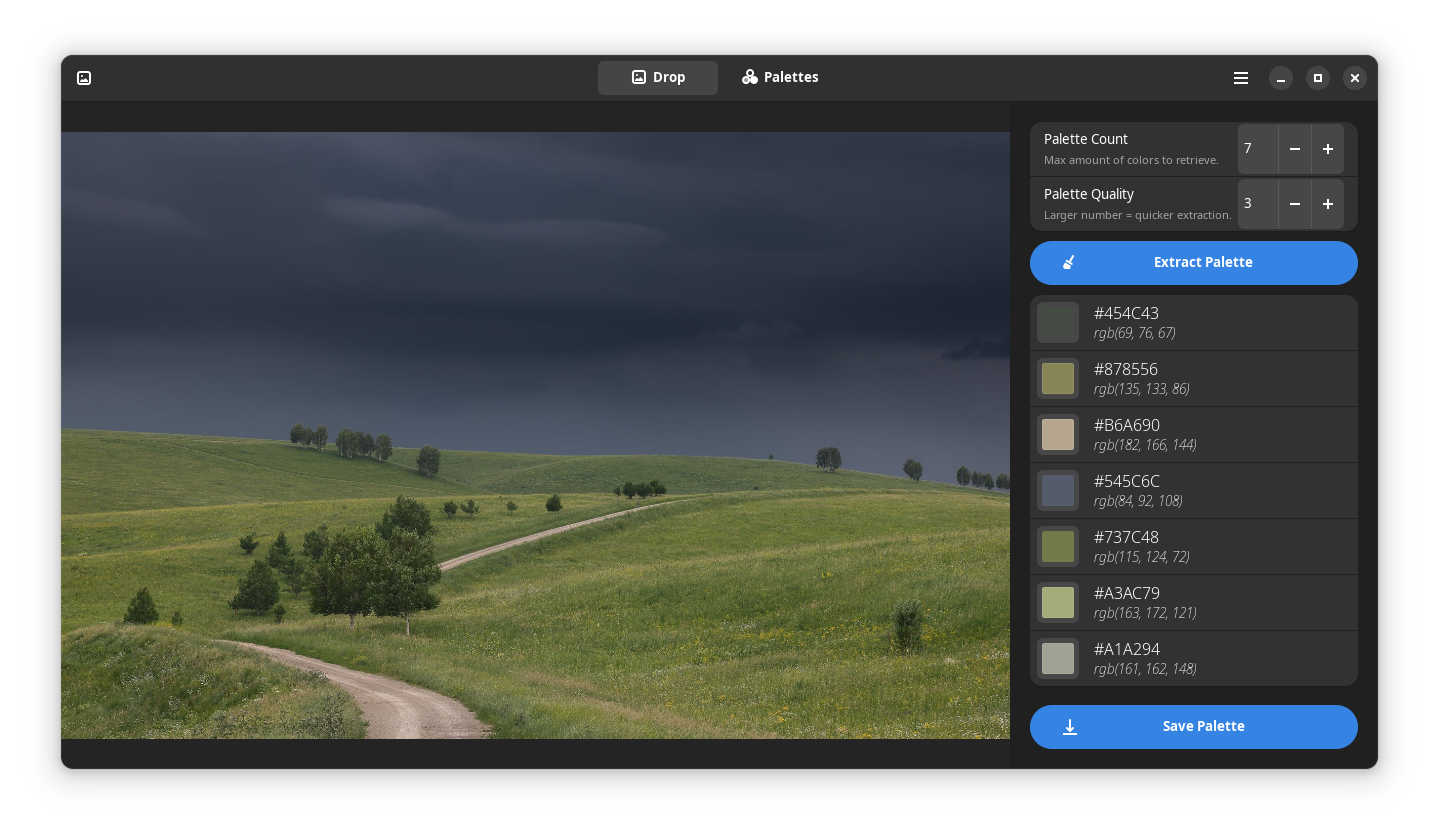 Drop
Palettes
Palette Count
Max amount of colors to retrieve.
7
Palette Quality
Larger number = quicker extraction.
3
Extract Palette
#454C43
rgb(69, 76, 67)
#878556
rgb(135, 133, 86)
#B6A690
rgb(182, 166, 144)
#545C6C
rgb(84, 92, 108)
#737C48
rgb(115, 124, 72)
#A3AC79
rgb(163, 172, 121)
#A1A294
rgb(161, 162, 148)
Save Palette